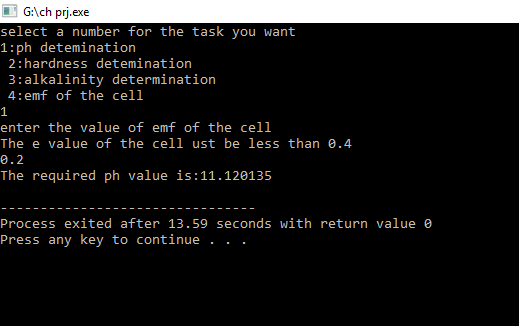 G:\ch prj.exe
select a number for the task you want
1:ph detemination
2:hardness detemination
3:alkalinity determination
4:emf of the cell
1
enter the value of emf of the cell
The e value of the cell ust be less than 0.4
0.2
The required ph value is:11.120135
--------------------------------
Process exited after 13.59 seconds with return value 0
Press any key to continue . . .